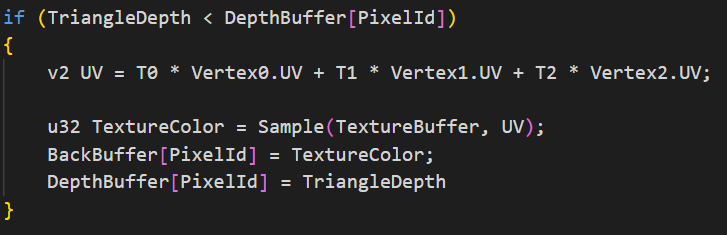 if (TriangleDepth < DepthBuffer[PixelId])
{
v2 UV = T0 * Vertex0.UV + T1 * Vertex1.UV + T2 * Vertex2.UV;
u32 TextureColor = Sample(TextureBuffer, UV);
BackBuffer[PixelId] = TextureColor;
DepthBuffer[PixelId] = TriangleDepth
}